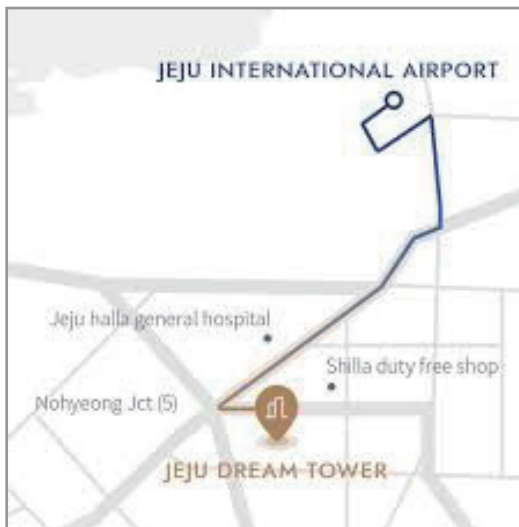 JEJU INTERNATIONAL AIRPORT
Jeju halla general hospital
Shilla duty free shop
Nohyeong Jct (5)
JEJU DREAM TOWER